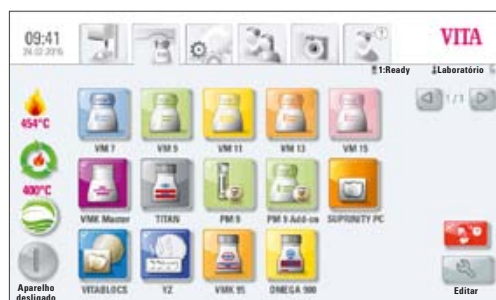 09:41
24.02.2015
VITA
1:Ready
Laboratório
1/1
454°C
VM 7
VM 9
VM 11
VM 13
VM 15
400°C
VMK Master
TITAN
PM 9
PM 9 Add-on
SUPRINITY PC
Aparelho
desligado
VITABLOCS
YZ
VMK 95
OMEGA 900
Editar